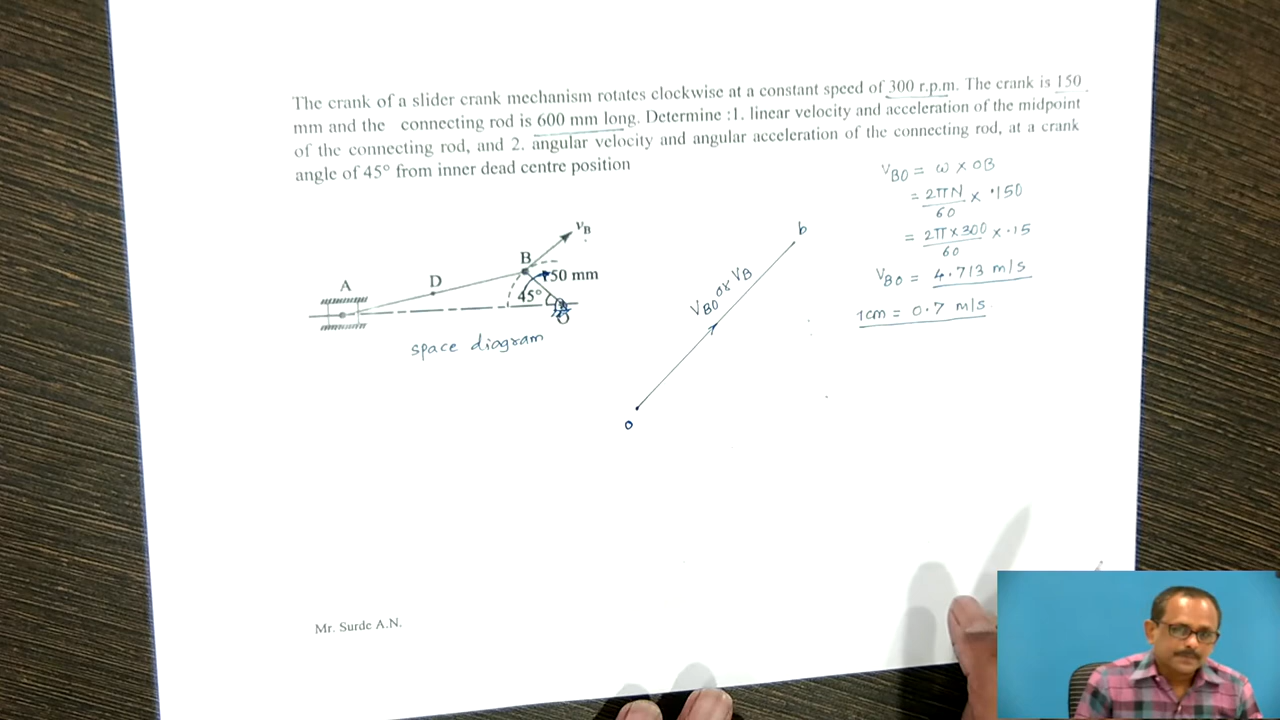 The crank of a slider crank mechanism rotates clockwise at a constant speed of 300 r.p.m. The crank is 150
mm and the connecting rod is 600 mm long. Determine :1. linear velocity and acceleration of the midpoint
of the connecting rod, and 2. angular velocity and angular acceleration of the connecting rod, at a crank
angle of 45° from inner dead centre position
VBO = ω × OB
= 2πN/60 × .150
= 2π×300/60 × .15
VBO = 4.713 m/s
1cm = 0.7 m/s
VB
B
A
D
150 mm
45°
O
space diagram
b
VBO or VB
o
Mr. Surde A.N.